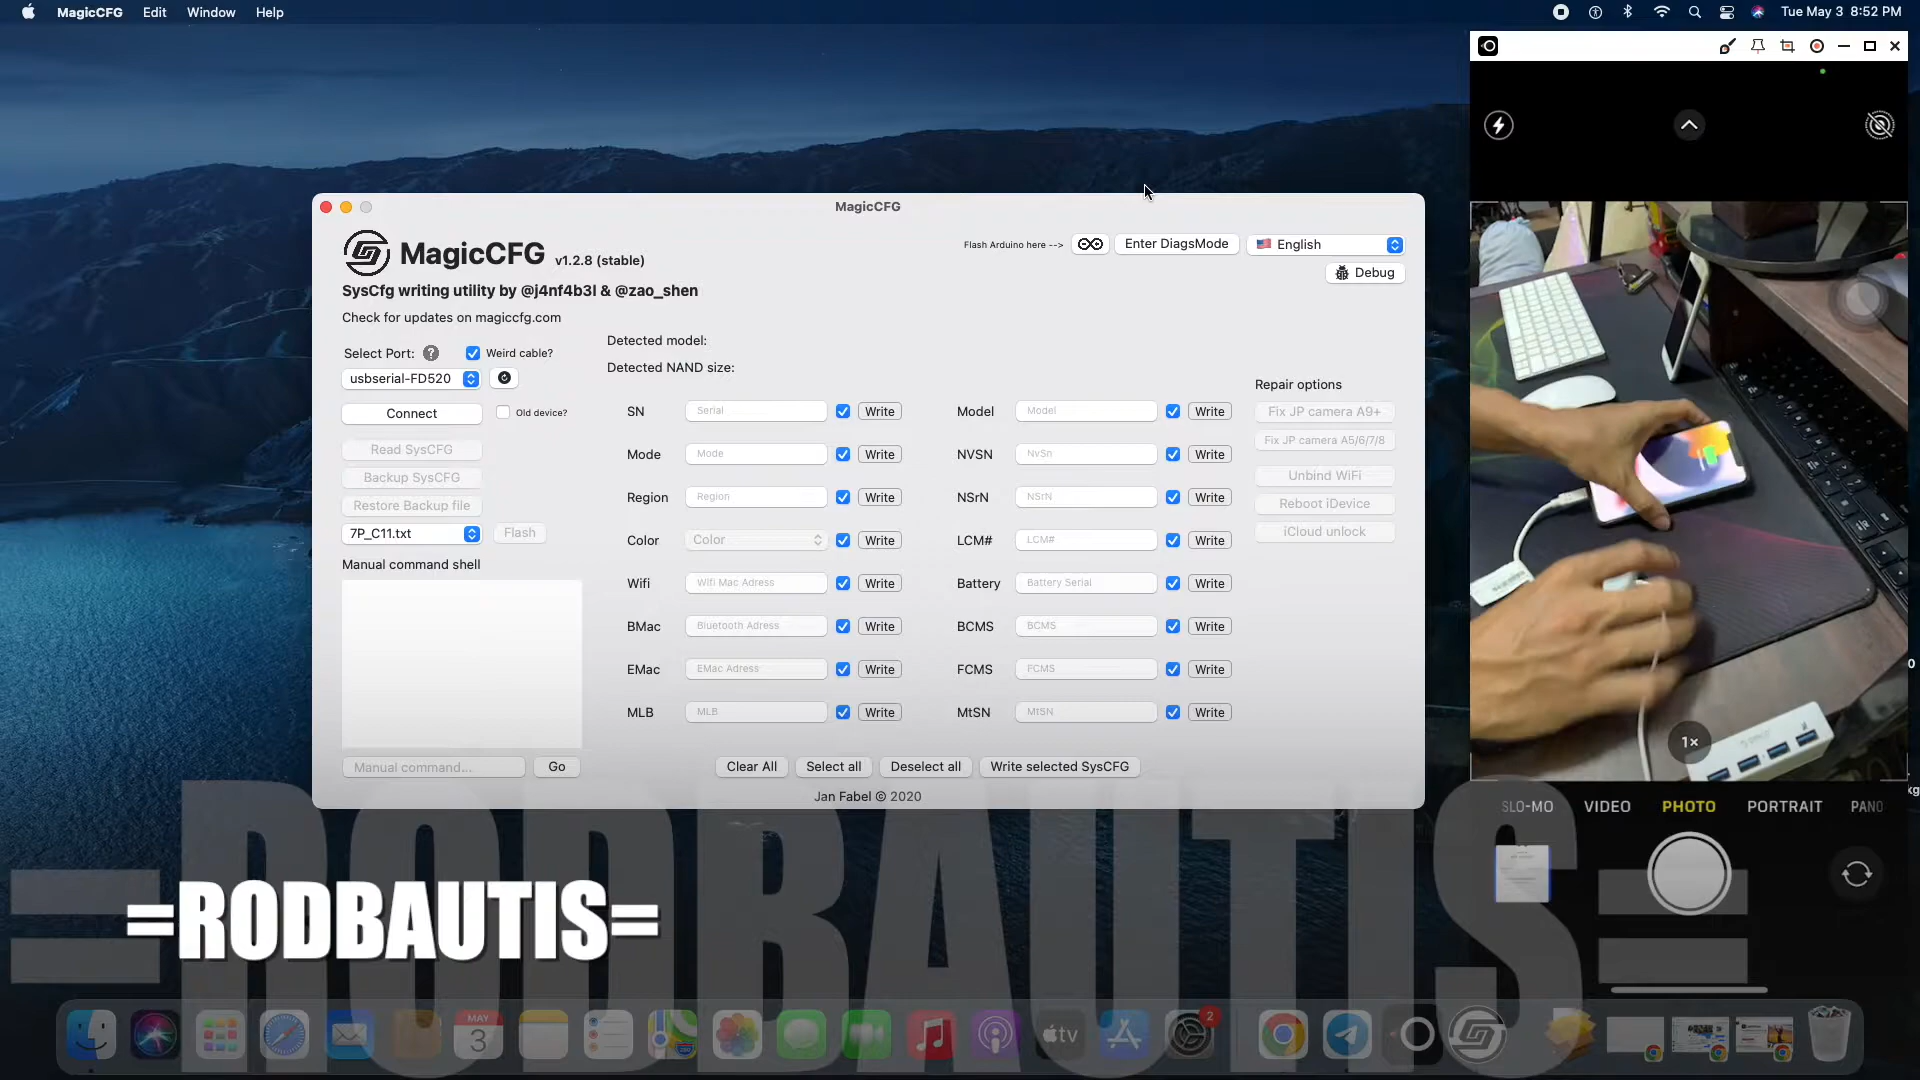 MagicCFG Edit Window Help
Tue May 3 8:52 PM
MagicCFG
MagicCFG v1.2.8 (stable)
Flash Arduino here --> Enter DiagsMode English
Debug
SysCfg writing utility by @j4nf4b3l & @zao_shen
Check for updates on magiccfg.com
Select Port: ? Weird cable?
usbserial-FD520
Connect Old device?
Read SysCFG
Backup SysCFG
Restore Backup file
7P_C11.txt Flash
Manual command shell
Manual command... Go
Detected model:
Detected NAND size:
SN Serial Write
Mode Mode Write
Region Region Write
Color Color Write
Wifi Wifi Mac Adress Write
BMac Bluetooth Adress Write
EMac EMac Adress Write
MLB MLB Write
Model Model Write
NVSN NvSn Write
NSrN NSrN Write
LCM# LCM# Write
Battery Battery Serial Write
BCMS BCMS Write
FCMS FCMS Write
MtSN MtSN Write
Repair options
Fix JP camera A9+
Fix JP camera A5/6/7/8
Unbind WiFi
Reboot iDevice
iCloud unlock
Clear All Select all Deselect all Write selected SysCFG
Jan Fabel © 2020
1×
SLO-MO VIDEO PHOTO PORTRAIT PANO
=RODBAUTIS=
=RODBAUTIS=
MAY
3
tv
2